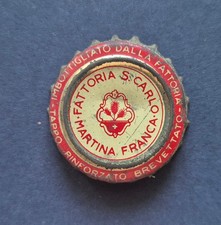 FATTORIA S. CARLO
MARTINA FRANCA
IMBOTTIGLIATO DALLA FATTORIA
TAPPO RINFORZATO BREVETTATO